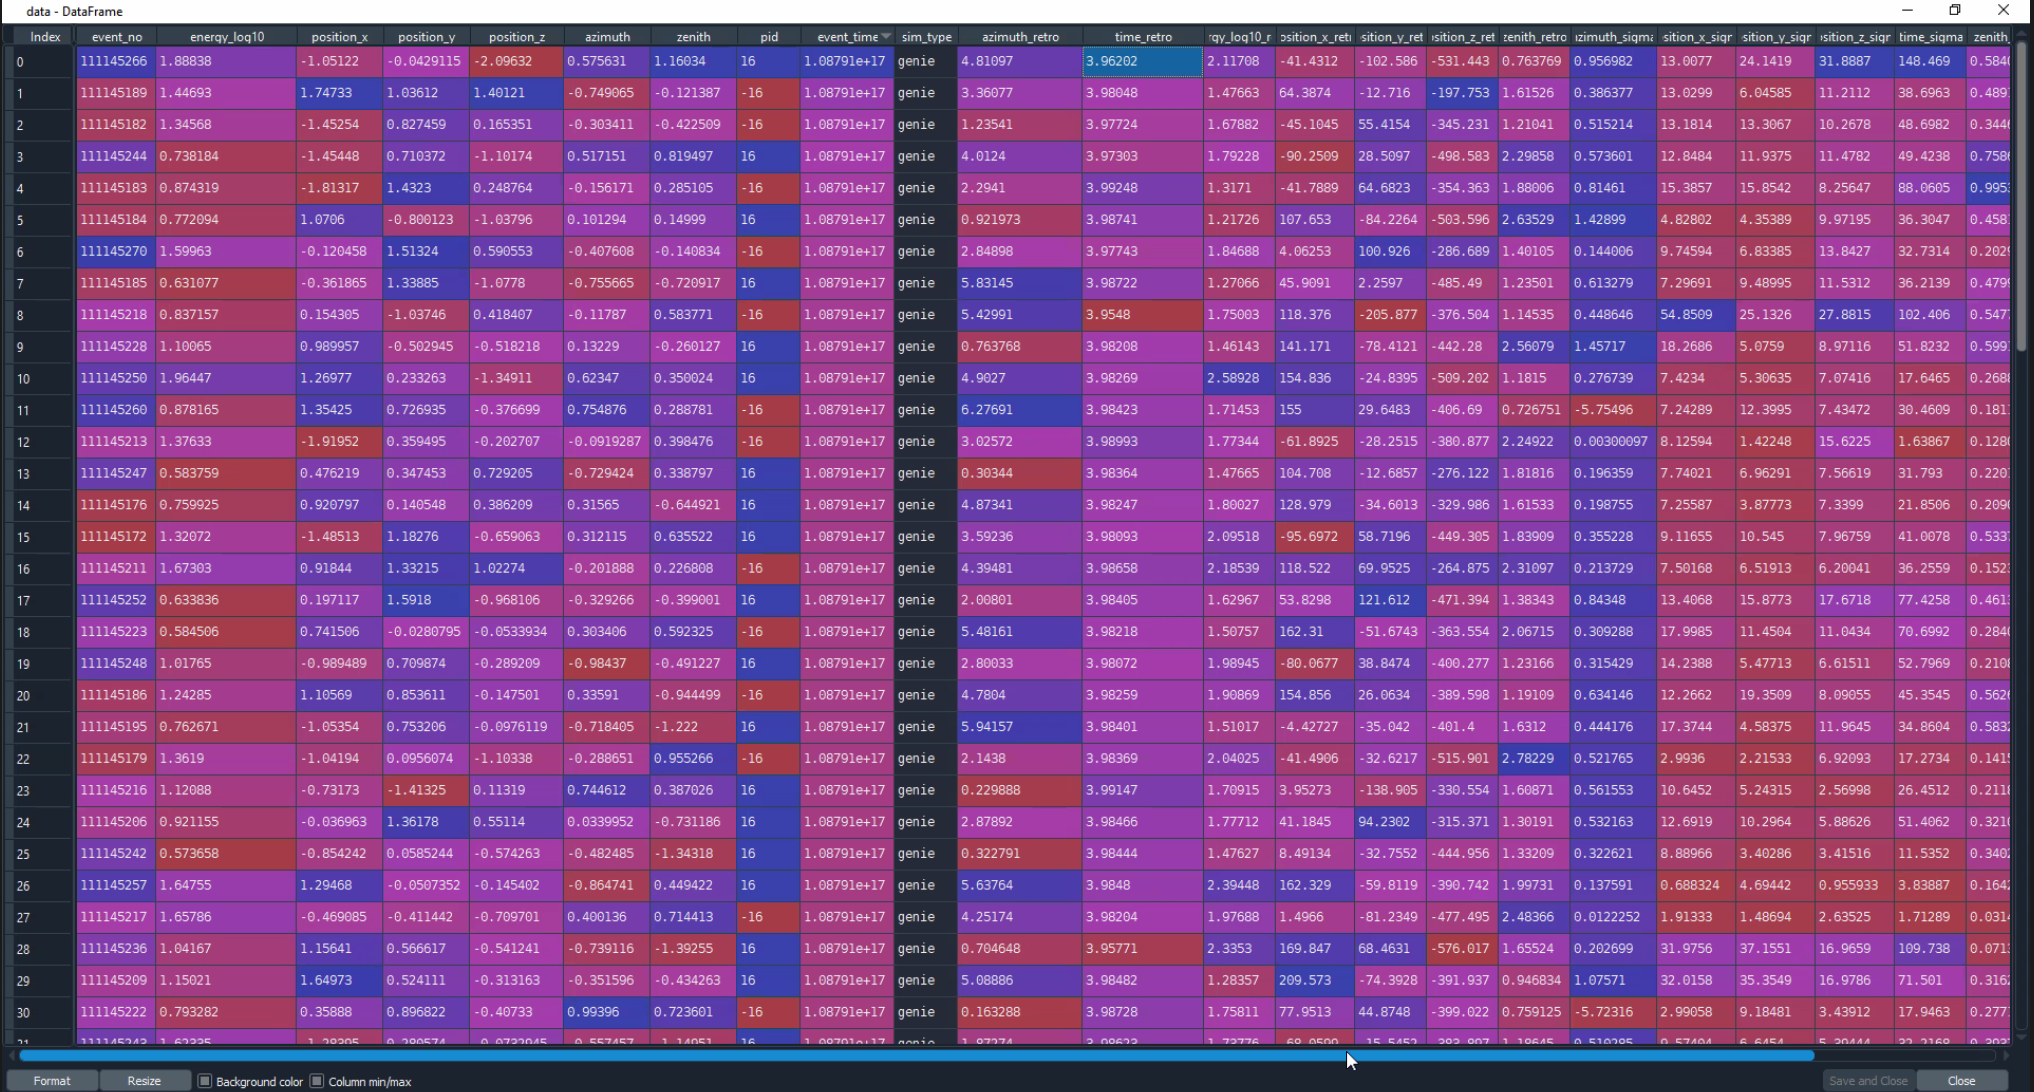 data - DataFrame
Index event_no energy_log10 position_x position_y position_z azimuth zenith pid event_time sim_type azimuth_retro time_retro rgy_log10_r osition_x_retr sition_y_ret osition_z_ret zenith_retro izimuth_sigma sition_x_sigr sition_y_sigr osition_z_sigr time_sigma zenith_
0 111145266 1.88838 -1.05122 -0.0429115 -2.09632 0.575631 1.16034 16 1.08791e+17 genie 4.81097 3.96202 2.11708 -41.4312 -102.586 -531.443 0.763769 0.956982 13.0077 24.1419 31.8887 148.469 0.584
1 111145189 1.44693 1.74733 1.03612 1.40121 -0.749065 -0.121387 -16 1.08791e+17 genie 3.36077 3.98048 1.47663 64.3874 -12.716 -197.753 1.61526 0.386377 13.0299 6.04585 11.2112 38.6963 0.489
2 111145182 1.34568 -1.45254 0.827459 0.165351 -0.303411 -0.422509 -16 1.08791e+17 genie 1.23541 3.97724 1.67882 -45.1045 55.4154 -345.231 1.21041 0.515214 13.1814 13.3067 10.2678 48.6982 0.344
3 111145244 0.738184 -1.45448 0.710372 -1.10174 0.517151 0.819497 16 1.08791e+17 genie 4.0124 3.97303 1.79228 -90.2509 28.5097 -498.583 2.29858 0.573601 12.8484 11.9375 11.4782 49.4238 0.758
4 111145183 0.874319 -1.81317 1.4323 0.248764 -0.156171 0.285105 -16 1.08791e+17 genie 2.2941 3.99248 1.3171 -41.7889 64.6823 -354.363 1.88006 0.81461 15.3857 15.8542 8.25647 88.0605 0.995
5 111145184 0.772094 1.0706 -0.800123 -1.03796 0.101294 0.14999 16 1.08791e+17 genie 0.921973 3.98741 1.21726 107.653 -84.2264 -503.596 2.63529 1.42899 4.82802 4.35389 9.97195 36.3047 0.458
6 111145270 1.59963 -0.120458 1.51324 0.590553 -0.407608 -0.140834 -16 1.08791e+17 genie 2.84898 3.97743 1.84688 4.06253 100.926 -286.689 1.40105 0.144006 9.74594 6.83385 13.8427 32.7314 0.202
7 111145185 0.631077 -0.361865 1.33885 -1.0778 -0.755665 -0.720917 16 1.08791e+17 genie 5.83145 3.98722 1.27066 45.9091 2.2597 -485.49 1.23501 0.613279 7.29691 9.48995 11.5312 36.2139 0.479
8 111145218 0.837157 0.154305 -1.03746 0.418407 -0.11787 0.583771 -16 1.08791e+17 genie 5.42991 3.9548 1.75003 118.376 -205.877 -376.504 1.14535 0.448646 54.8509 25.1326 27.8815 102.406 0.547
9 111145228 1.10065 0.989957 -0.502945 -0.518218 0.13229 -0.260127 16 1.08791e+17 genie 0.763768 3.98208 1.46143 141.171 -78.4121 -442.28 2.56079 1.45717 18.2686 5.0759 8.97116 51.8232 0.599
10 111145250 1.96447 1.26977 0.233263 -1.34911 0.62347 0.350024 16 1.08791e+17 genie 4.9027 3.98269 2.58928 154.836 -24.8395 -509.202 1.1815 0.276739 7.4234 5.30635 7.07416 17.6465 0.268
11 111145260 0.878165 1.35425 0.726935 -0.376699 0.754876 0.288781 -16 1.08791e+17 genie 6.27691 3.98423 1.71453 155 29.6483 -406.69 0.726751 -5.75496 7.24289 12.3995 7.43472 30.4609 0.181
12 111145213 1.37633 -1.91952 0.359495 -0.202707 -0.0919287 0.398476 -16 1.08791e+17 genie 3.02572 3.98993 1.77344 -61.8925 -28.2515 -380.877 2.24922 0.00300097 8.12594 1.42248 15.6225 1.63867 0.128
13 111145247 0.583759 0.476219 0.347453 0.729205 -0.729424 0.338797 16 1.08791e+17 genie 0.30344 3.98364 1.47665 104.708 -12.6857 -276.122 1.81816 0.196359 7.74021 6.96291 7.56619 31.793 0.220
14 111145176 0.759925 0.920797 0.140548 0.386209 0.31565 -0.644921 16 1.08791e+17 genie 4.87341 3.98247 1.80027 128.979 -34.6013 -329.986 1.61533 0.198755 7.25587 3.87773 7.3399 21.8506 0.209
15 111145172 1.32072 -1.48513 1.18276 -0.659063 0.312115 0.635522 16 1.08791e+17 genie 3.59236 3.98093 2.09518 -95.6972 58.7196 -449.305 1.83909 0.355228 9.11655 10.545 7.96759 41.0078 0.533
16 111145211 1.67303 0.91844 1.33215 1.02274 -0.201888 0.226808 -16 1.08791e+17 genie 4.39481 3.98658 2.18539 118.522 69.9525 -264.875 2.31097 0.213729 7.50168 6.51913 6.20041 36.2559 0.152
17 111145252 0.633836 0.197117 1.5918 -0.968106 -0.329266 -0.399001 16 1.08791e+17 genie 2.00801 3.98405 1.62967 53.8298 121.612 -471.394 1.38343 0.84348 13.4068 15.8773 17.6718 77.4258 0.461
18 111145223 0.584506 0.741506 -0.0280795 -0.0533934 0.303406 0.592325 -16 1.08791e+17 genie 5.48161 3.98218 1.50757 162.31 -51.6743 -363.554 2.06715 0.309288 17.9985 11.4504 11.0434 70.6992 0.284
19 111145248 1.01765 -0.989489 0.709874 -0.289209 -0.98437 -0.491227 16 1.08791e+17 genie 2.80033 3.98072 1.98945 -80.0677 38.8474 -400.277 1.23166 0.315429 14.2388 5.47713 6.61511 52.7969 0.210
20 111145186 1.24285 1.10569 0.853611 -0.147501 0.33591 -0.944499 -16 1.08791e+17 genie 4.7804 3.98259 1.90869 154.856 26.0634 -389.598 1.19109 0.634146 12.2662 19.3509 8.09055 45.3545 0.562
21 111145195 0.762671 -1.05354 0.753206 -0.0976119 -0.718405 -1.222 16 1.08791e+17 genie 5.94157 3.98401 1.51017 -4.42727 -35.042 -401.4 1.6312 0.444176 17.3744 4.58375 11.9645 34.8604 0.583
22 111145179 1.3619 -1.04194 0.0956074 -1.10338 -0.288651 0.955266 -16 1.08791e+17 genie 2.1438 3.98369 2.04025 -41.4906 -32.6217 -515.901 2.78229 0.521765 2.9936 2.21533 6.92093 17.2734 0.141
23 111145216 1.12088 -0.73173 -1.41325 0.11319 0.744612 0.387026 16 1.08791e+17 genie 0.229888 3.99147 1.70915 3.95273 -138.905 -330.554 1.60871 0.561553 10.6452 5.24315 2.56998 26.4512 0.211
24 111145206 0.921155 -0.036963 1.36178 0.55114 0.0339952 -0.731186 16 1.08791e+17 genie 2.87892 3.98466 1.77712 41.1845 94.2302 -315.371 1.30191 0.532163 12.6919 10.2964 5.88626 51.4062 0.321
25 111145242 0.573658 -0.854242 0.0585244 -0.574263 -0.482485 -1.34318 16 1.08791e+17 genie 0.322791 3.98444 1.47627 8.49134 -32.7552 -444.956 1.33209 0.322621 8.88966 3.40286 3.41516 11.5352 0.340
26 111145257 1.64755 1.29468 -0.0507352 -0.145402 -0.864741 0.449422 16 1.08791e+17 genie 5.63764 3.9848 2.39448 162.329 -59.8119 -390.742 1.99731 0.137591 0.688324 4.69442 0.955933 3.83887 0.164
27 111145217 1.65786 -0.469085 -0.411442 -0.709701 0.400136 0.714413 -16 1.08791e+17 genie 4.25174 3.98204 1.97688 1.4966 -81.2349 -477.495 2.48366 0.0122252 1.91333 1.48694 2.63525 1.71289 0.031
28 111145236 1.04167 1.15641 0.566617 -0.541241 -0.739116 -1.39255 16 1.08791e+17 genie 0.704648 3.95771 2.3353 169.847 68.4631 -576.017 1.65524 0.202699 31.9756 37.1551 16.9659 109.738 0.071
29 111145209 1.15021 1.64973 0.524111 -0.313163 -0.351596 -0.434263 16 1.08791e+17 genie 5.08886 3.98482 1.28357 209.573 -74.3928 -391.937 0.946834 1.07571 32.0158 35.3549 16.9786 71.501 0.316
30 111145222 0.793282 0.35888 0.896822 -0.40733 0.99396 0.723601 -16 1.08791e+17 genie 0.163288 3.98728 1.75811 77.9513 44.8748 -399.022 0.759125 -5.72316 2.99058 9.18481 3.43912 17.9463 0.277
Format Resize Background color Column min/max Save and Close Close